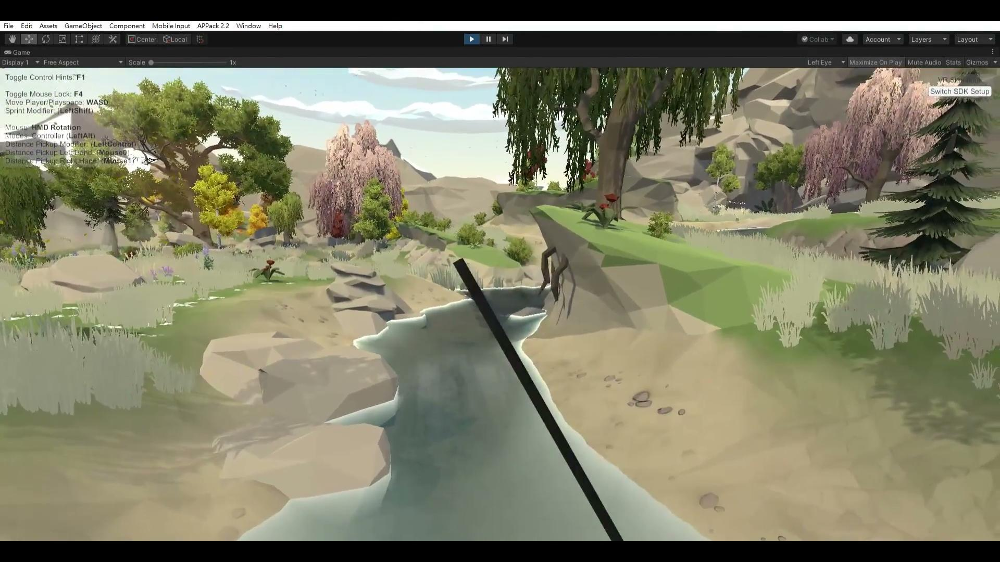 File Edit Assets GameObject Component Mobile Input APPack 2.2 Window Help
Center Local Collab Account Layers Layout
Game
Display 1 Free Aspect Scale 1x Left Eye Maximize On Play Mute Audio Stats Gizmos
Toggle Control Hints: F1
Toggle Mouse Lock: F4
Move Player/Playspace: WASD
Sprint Modifier: (LeftShift)
Mouse: HMD Rotation
Modes: Controller (LeftAlt)
Distance Pickup Modifier: (LeftControl)
Distance Pickup Left Hand: (Mouse0)
Distance Pickup Right Hand: (Mouse1)
VR Simulator
Switch SDK Setup